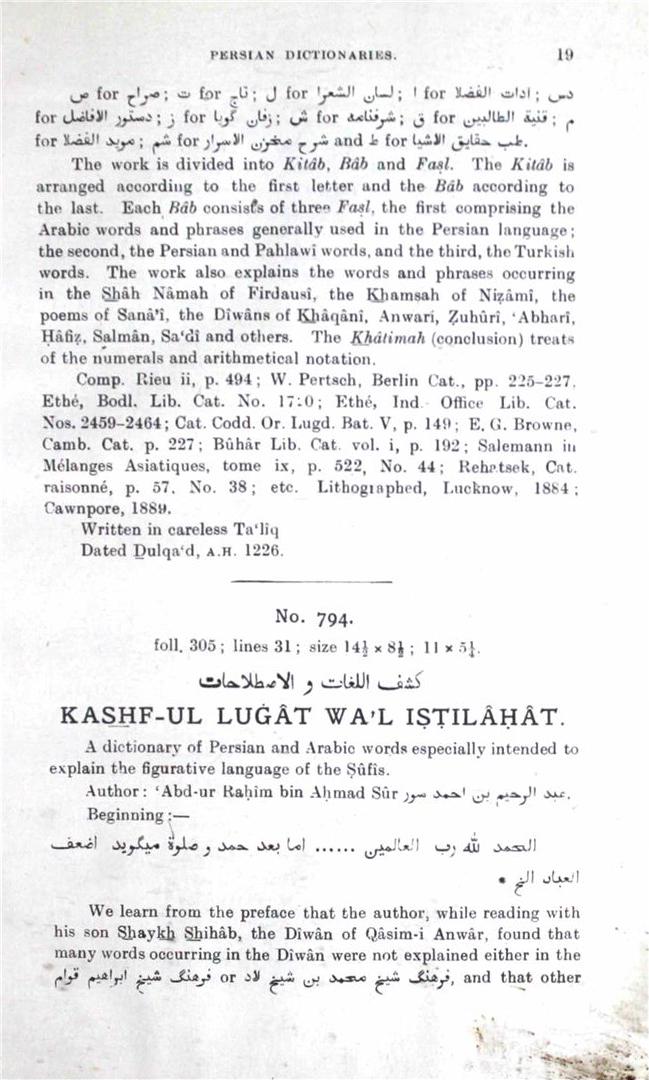 PERSIAN DICTIONARIES. 19
ص for صراح ; ت for تاج ; ل for لسان الشعرا ; ا for ادات الفضلا ; دس
for دستور الافاضل ; ز for زفان گویا ; ش for شرفنامه ; ق for قنیة الطالبین ; م
for موید الفضلا ; شم for شرح مخزن الاسرار and ط for طب حقایق الاشیا.
The work is divided into Kitâb, Bâb and Faṣl. The Kitâb is
arranged according to the first letter and the Bâb according to
the last. Each Bâb consists of three Faṣl, the first comprising the
Arabic words and phrases generally used in the Persian language;
the second, the Persian and Pahlawî words, and the third, the Turkish
words. The work also explains the words and phrases occurring
in the Shâh Nâmah of Firdausî, the Khamsah of Niẓâmî, the
poems of Sanâ'î, the Dîwâns of Khâqânî, Anwarî, Ẓuhûrî, ‘Abharî,
Ḥâfiẓ, Salmân, Sa‘dî and others. The Khâtimah (conclusion) treats
of the numerals and arithmetical notation.
Comp. Rieu ii, p. 494; W. Pertsch, Berlin Cat., pp. 225-227.
Ethé, Bodl. Lib. Cat. No. 17:0; Ethé, Ind. Office Lib. Cat.
Nos. 2459-2464; Cat. Codd. Or. Lugd. Bat. V, p. 149; E. G. Browne,
Camb. Cat. p. 227; Bûhâr Lib. Cat. vol. i, p. 192; Salemann in
Mélanges Asiatiques, tome ix, p. 522, No. 44; Rehatsek, Cat.
raisonné, p. 57. No. 38; etc. Lithographed, Lucknow, 1884;
Cawnpore, 1889.
Written in careless Ta‘lîq
Dated Ḏulqa‘d, A.H. 1226.
No. 794.
foll. 305; lines 31; size 14½ × 8½; 11 × 5¼.
کشف اللغات و الاصطلاحات
KASHF-UL LUĠÂT WA'L IṢṬILÂḤÂT.
A dictionary of Persian and Arabic words especially intended to
explain the figurative language of the Ṣûfis.
Author: ‘Abd-ur Raḥîm bin Aḥmad Sûr عبد الرحیم بن احمد سور.
Beginning:—
الحمد لله رب العالمین ...... اما بعد حمد و صلوة میگوید اضعف
العباد الخ *
We learn from the preface that the author, while reading with
his son Shaykh Shihâb, the Dîwân of Qâsim-i Anwâr, found that
many words occurring in the Dîwân were not explained either in the
فرهنگ شیخ ابراهیم قوام or فرهنگ شیخ محمد بن شیخ لاد, and that other